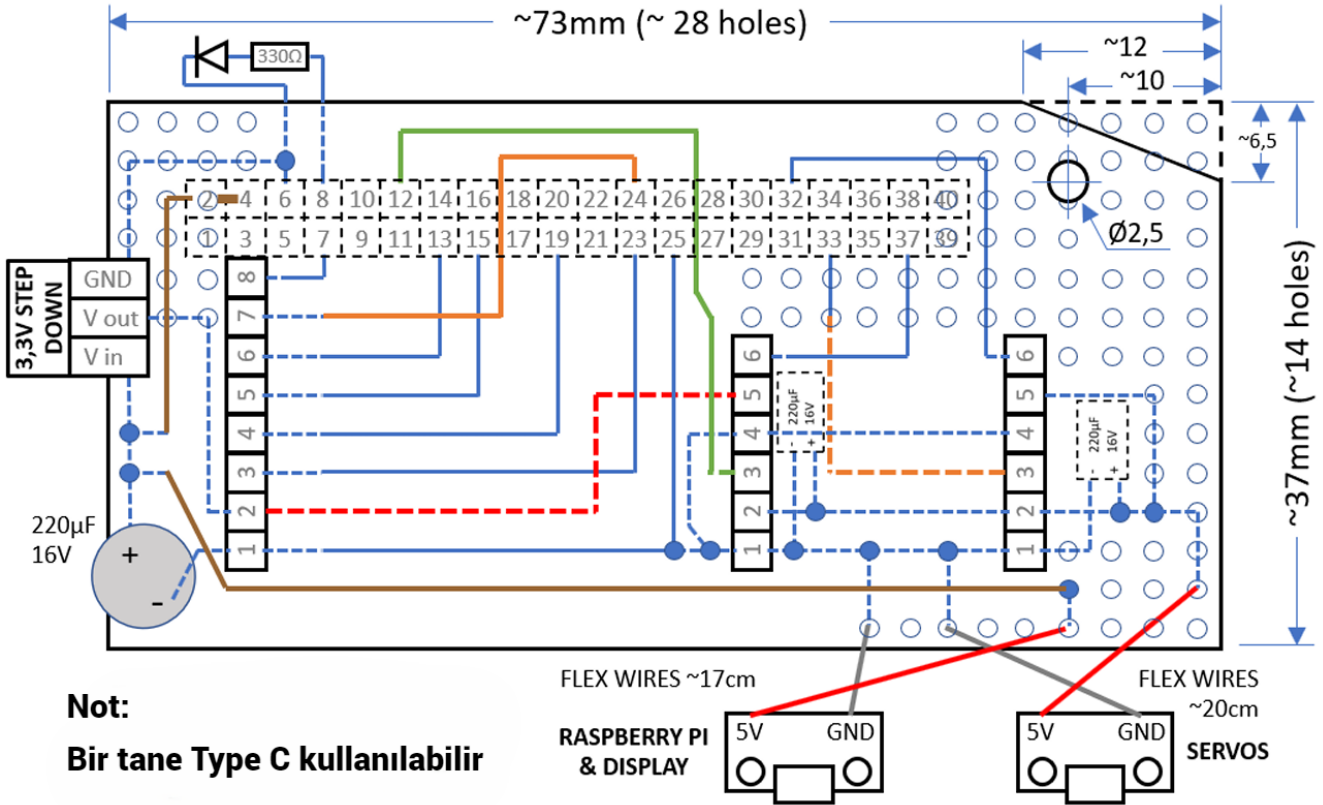 ~73mm (~ 28 holes)
~12
~10
330Ω
~6,5
2 4 6 8 10 12 14 16 18 20 22 24 26 28 30 32 34 36 38 40
1 3 5 7 9 11 13 15 17 19 21 23 25 27 29 31 33 35 37 39
Ø2,5
~37mm (~14 holes)
3,3V STEP
DOWN
GND
V out
V in
8
7
6
5
4
3
2
1
6
5
4
3
2
1
220µF
16V
- +
6
5
4
3
2
1
220µF
16V
- +
220µF
16V
+
-
FLEX WIRES ~17cm
FLEX WIRES
~20cm
5V GND
RASPBERRY PI
& DISPLAY
5V GND
SERVOS
Not:
Bir tane Type C kullanılabilir